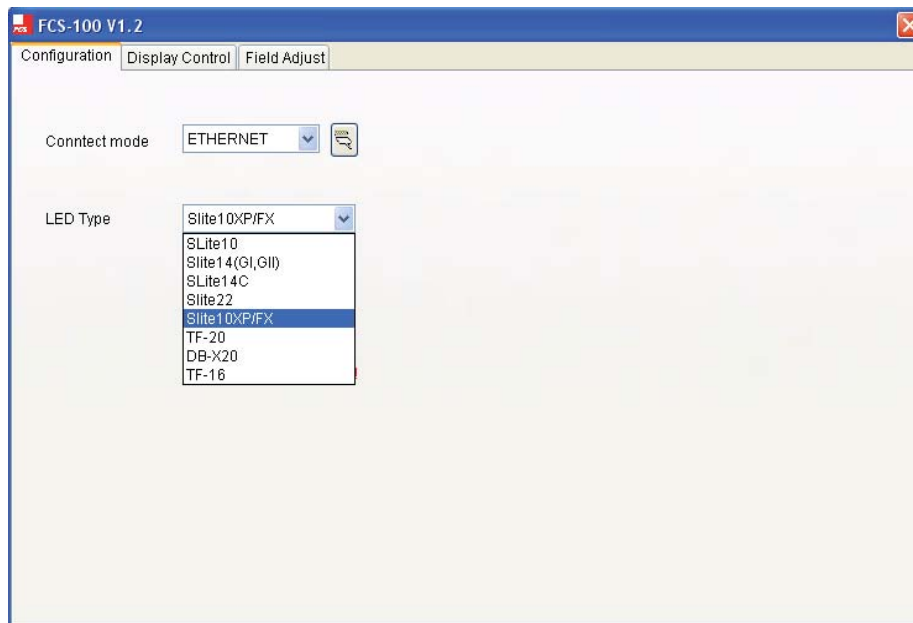 FCS FCS-100 V1.2
Configuration Display Control Field Adjust
Conntect mode ETHERNET
LED Type Slite10XP/FX
SLite10
Slite14(GI,GII)
SLite14C
Slite22
Slite10XP/FX
TF-20
DB-X20
TF-16